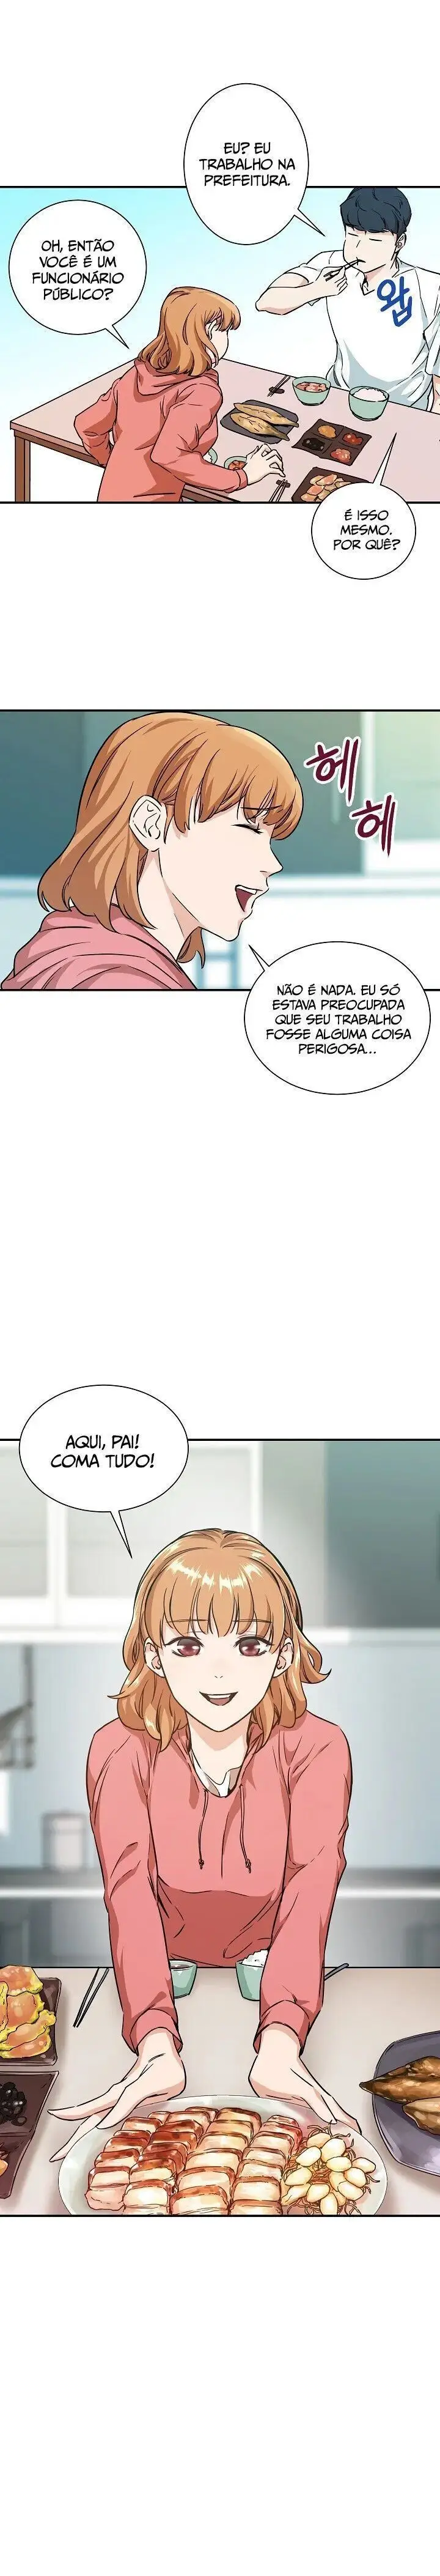 EU? EU
TRABALHO NA
PREFEITURA.
OH, ENTÃO
VOCÊ É UM
FUNCIONÁRIO
PÚBLICO?
왑
É ISSO
MESMO.
POR QUÊ?
헤
헤
NÃO É NADA. EU SÓ
ESTAVA PREOCUPADA
QUE SEU TRABALHO
FOSSE ALGUMA COISA
PERIGOSA...
AQUI, PAI!
COMA TUDO!